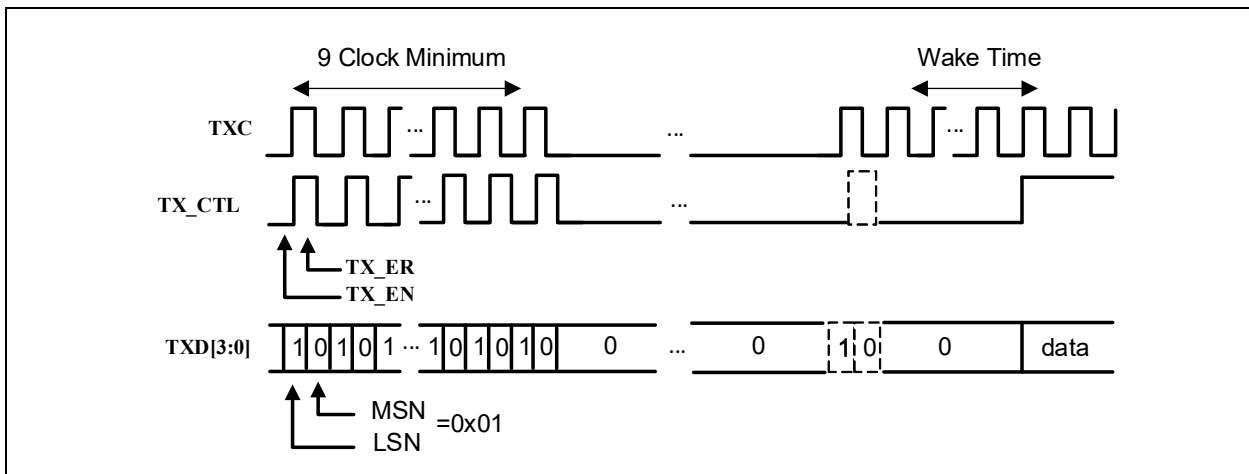 9 Clock Minimum Wake Time
TXC ... ... ...
TX_CTL ... ...
TX_ER
TX_EN
TXD[3:0] 1 0 1 0 1 ... 1 0 1 0 1 0 0 ... 0 1 0 0 data
MSN
=0x01
LSN